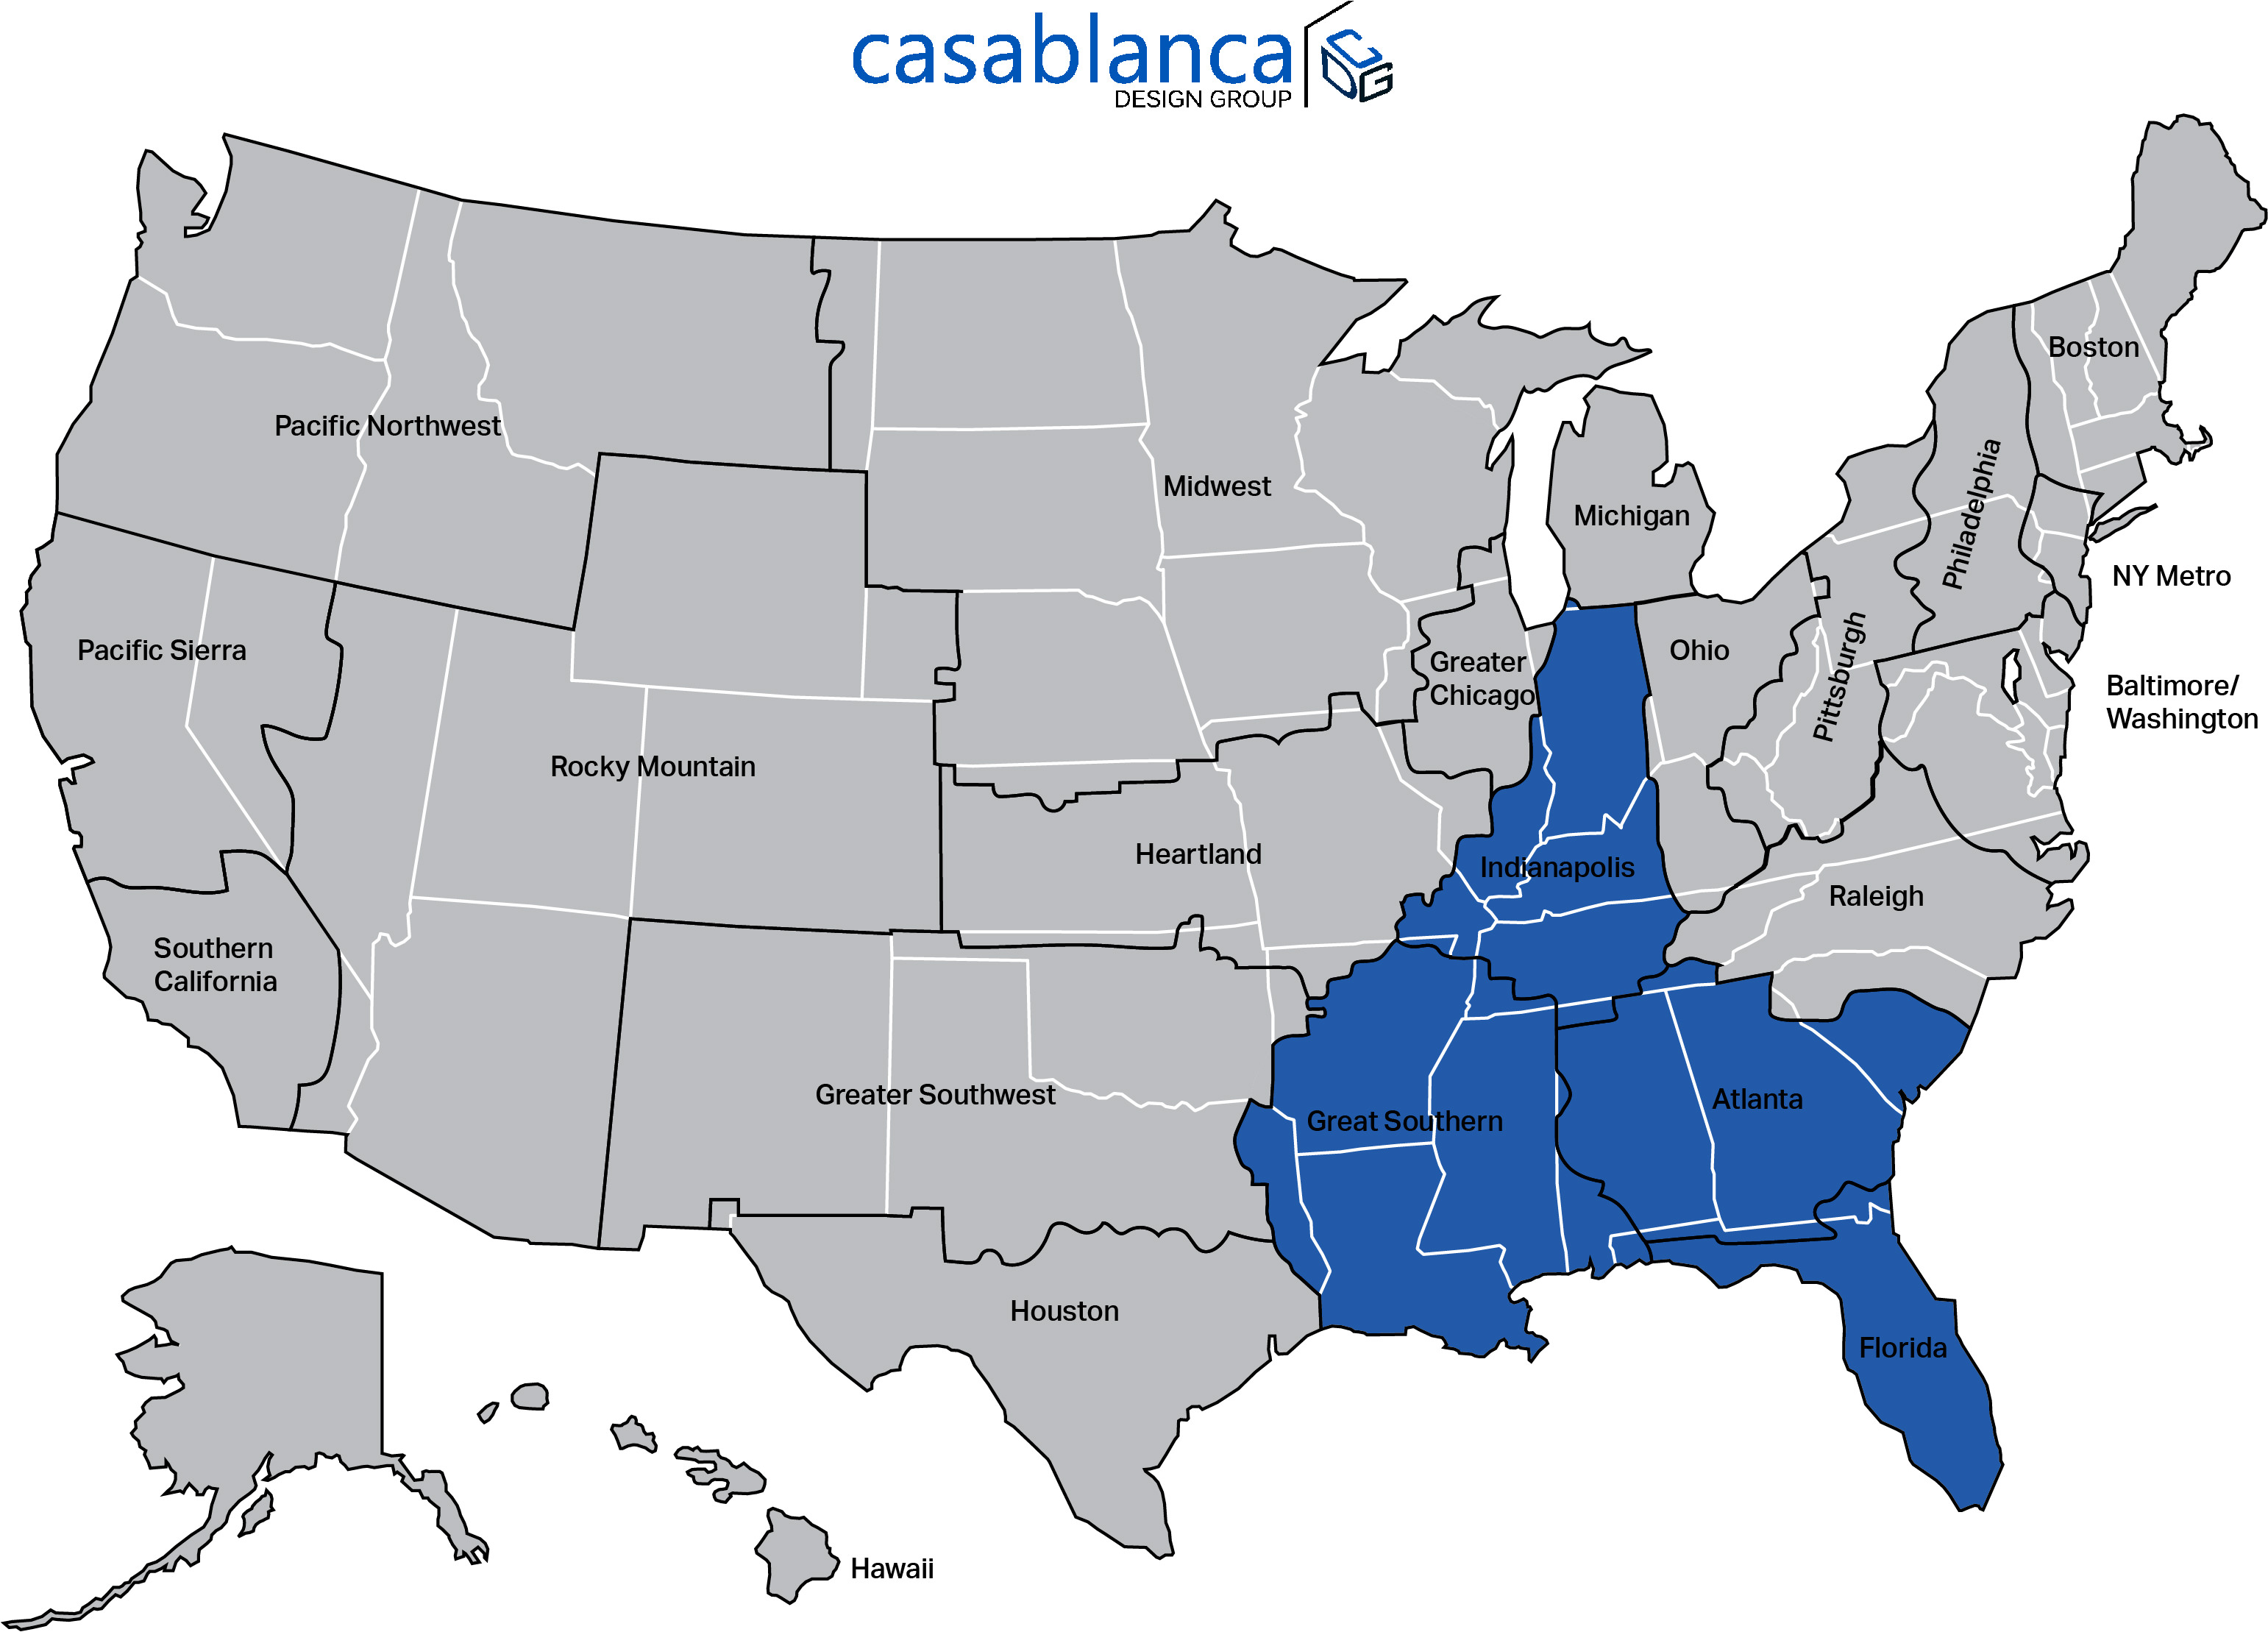 casablanca
DESIGN GROUP
CDG
Boston
Pacific Northwest
Midwest
Michigan
Philadelphia
NY Metro
Pacific Sierra
Ohio
Greater
Chicago
Pittsburgh
Baltimore/
Washington
Rocky Mountain
Heartland
Indianapolis
Raleigh
Southern
California
Greater Southwest
Great Southern
Atlanta
Houston
Florida
Hawaii